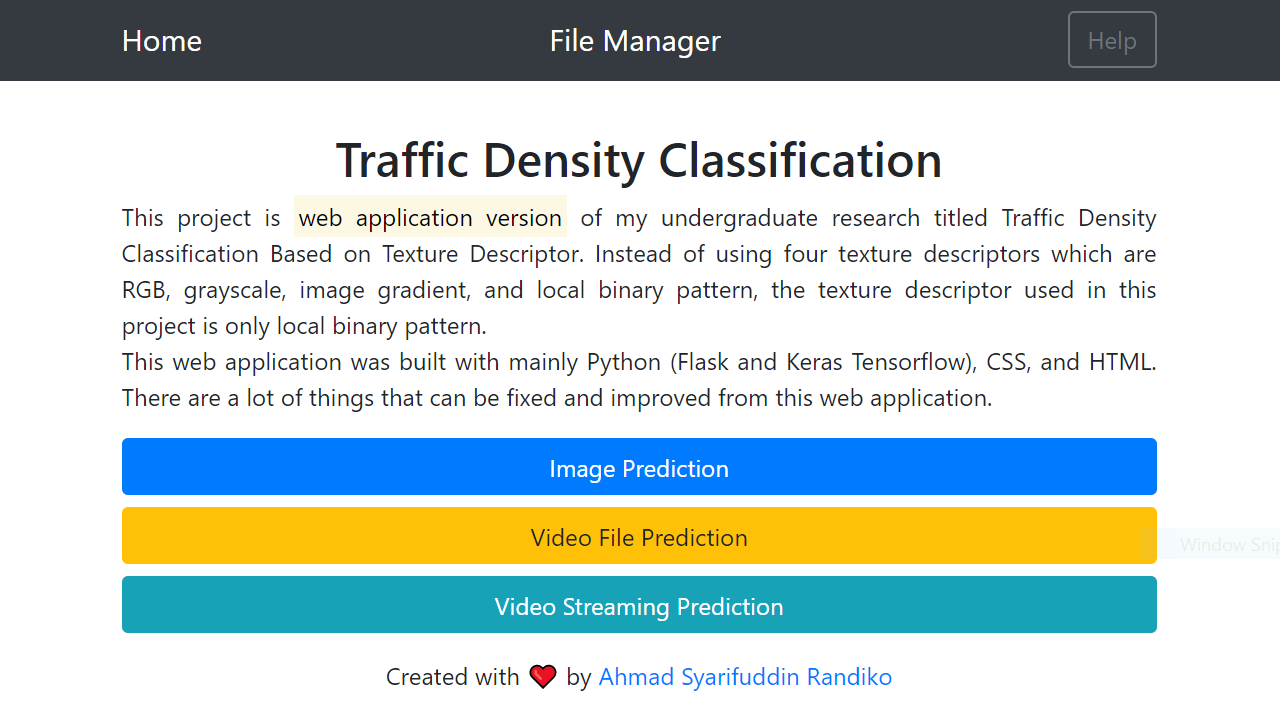 Home File Manager Help
Traffic Density Classification
This project is web application version of my undergraduate research titled Traffic Density
Classification Based on Texture Descriptor. Instead of using four texture descriptors which are
RGB, grayscale, image gradient, and local binary pattern, the texture descriptor used in this
project is only local binary pattern.
This web application was built with mainly Python (Flask and Keras Tensorflow), CSS, and HTML.
There are a lot of things that can be fixed and improved from this web application.
Image Prediction
Video File Prediction
Window Snip
Video Streaming Prediction
Created with ❤ by Ahmad Syarifuddin Randiko